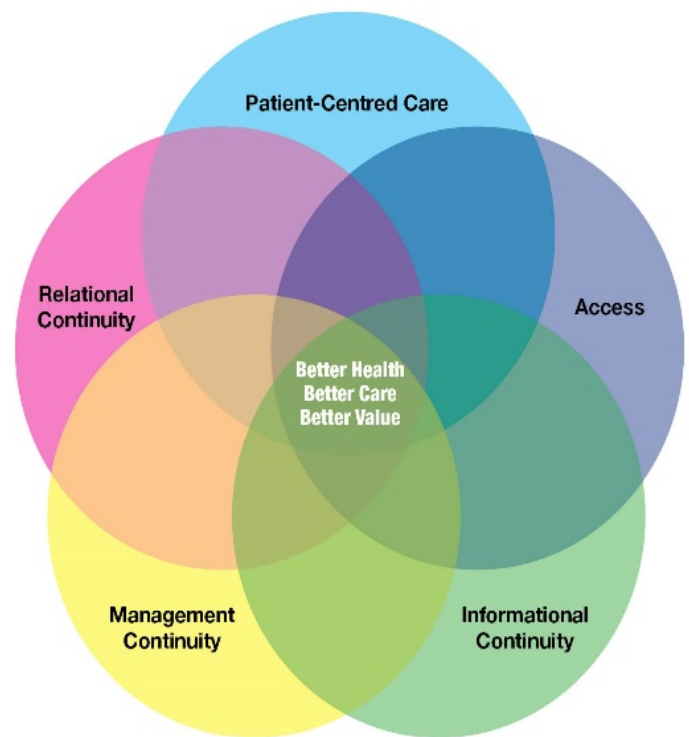 Patient-Centred Care
Relational
Continuity
Access
Better Health
Better Care
Better Value
Management
Continuity
Informational
Continuity